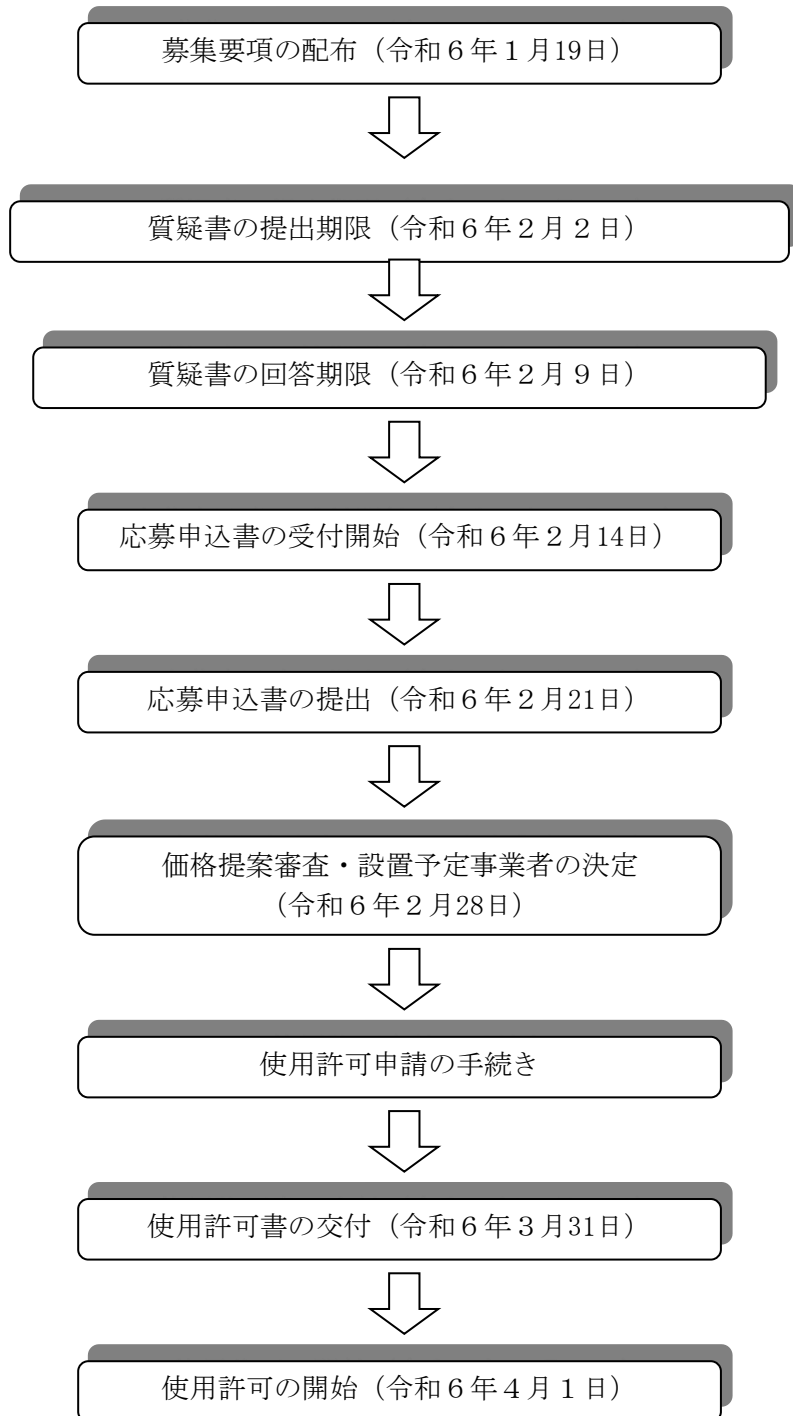 募集要項の配布（令和６年１月19日）
質疑書の提出期限（令和６年２月２日）
質疑書の回答期限（令和６年２月９日）
応募申込書の受付開始（令和６年２月14日）
応募申込書の提出（令和６年２月21日）
価格提案審査・設置予定事業者の決定
（令和６年２月28日）
使用許可申請の手続き
使用許可書の交付（令和６年３月31日）
使用許可の開始（令和６年４月１日）